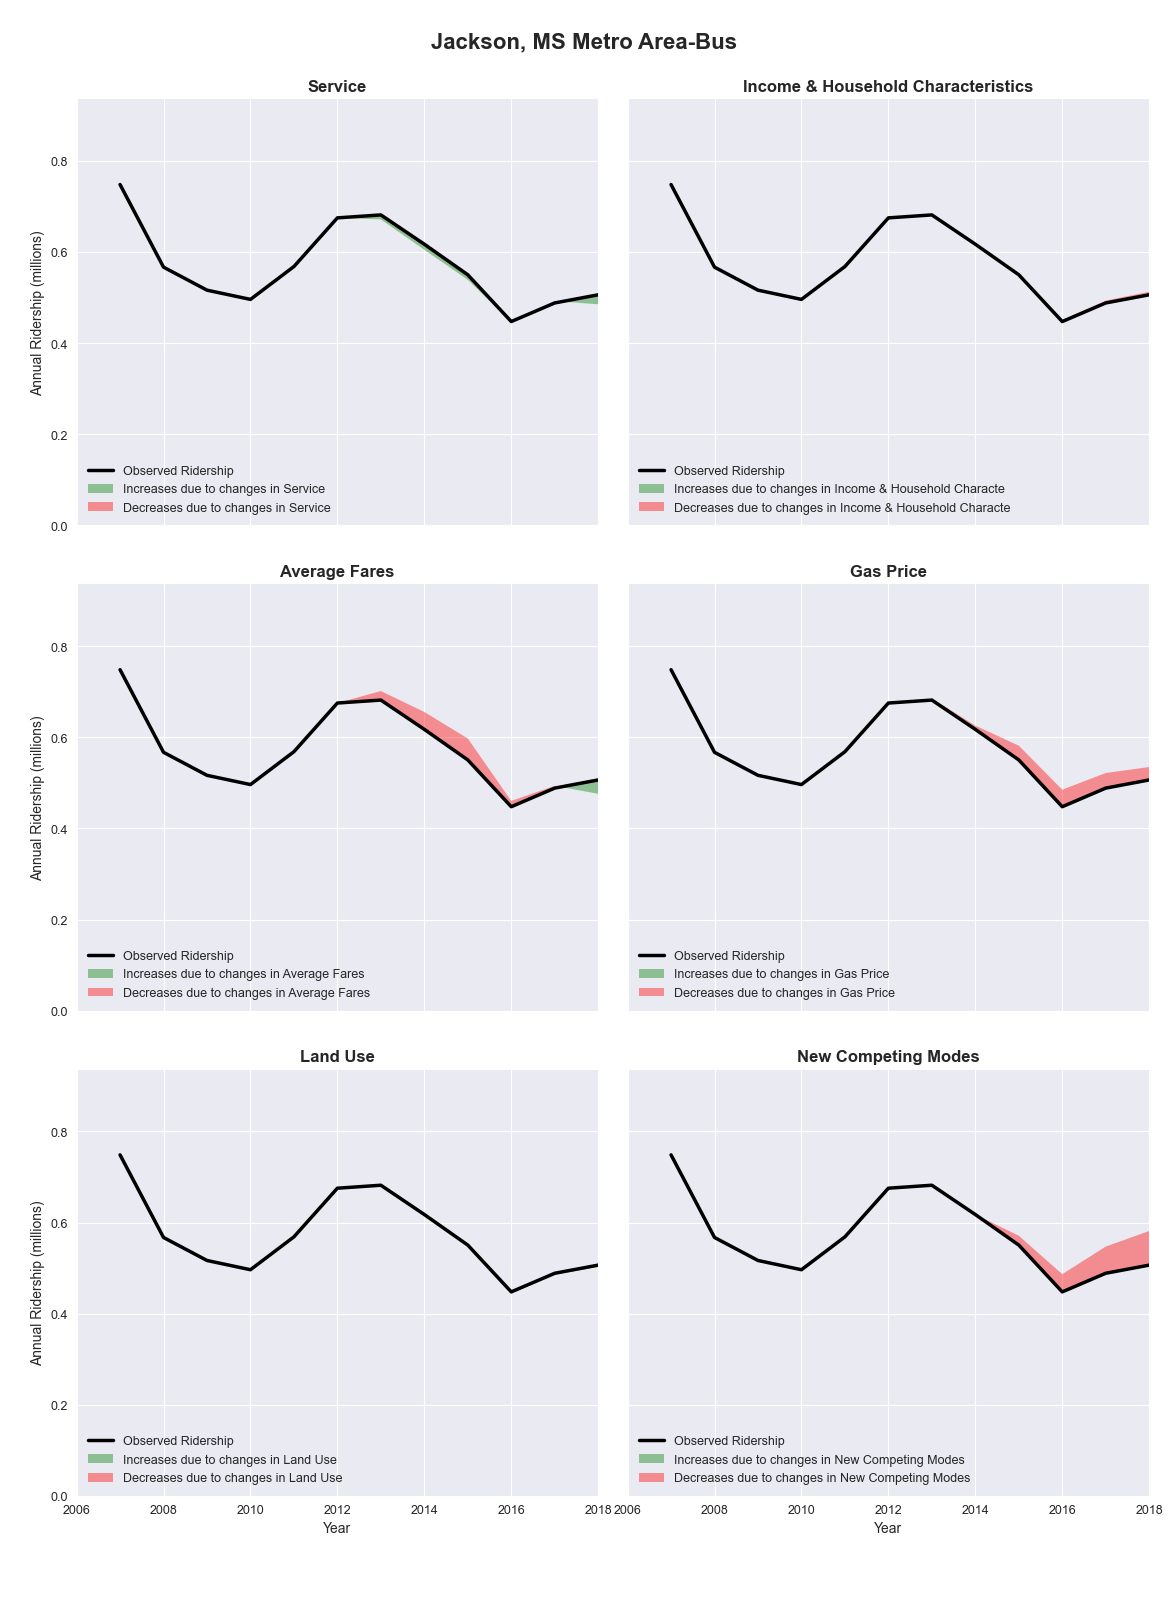 Jackson, MS Metro Area-Bus
Service
Annual Ridership (millions)
0.8
0.6
0.4
0.2
0.0
Observed Ridership
Increases due to changes in Service
Decreases due to changes in Service
Income & Household Characteristics
Observed Ridership
Increases due to changes in Income & Household Characte
Decreases due to changes in Income & Household Characte
Average Fares
Annual Ridership (millions)
0.8
0.6
0.4
0.2
0.0
Observed Ridership
Increases due to changes in Average Fares
Decreases due to changes in Average Fares
Gas Price
Observed Ridership
Increases due to changes in Gas Price
Decreases due to changes in Gas Price
Land Use
Annual Ridership (millions)
0.8
0.6
0.4
0.2
0.0
Observed Ridership
Increases due to changes in Land Use
Decreases due to changes in Land Use
2006 2008 2010 2012 2014 2016 2018
Year
New Competing Modes
Observed Ridership
Increases due to changes in New Competing Modes
Decreases due to changes in New Competing Modes
2006 2008 2010 2012 2014 2016 2018
Year